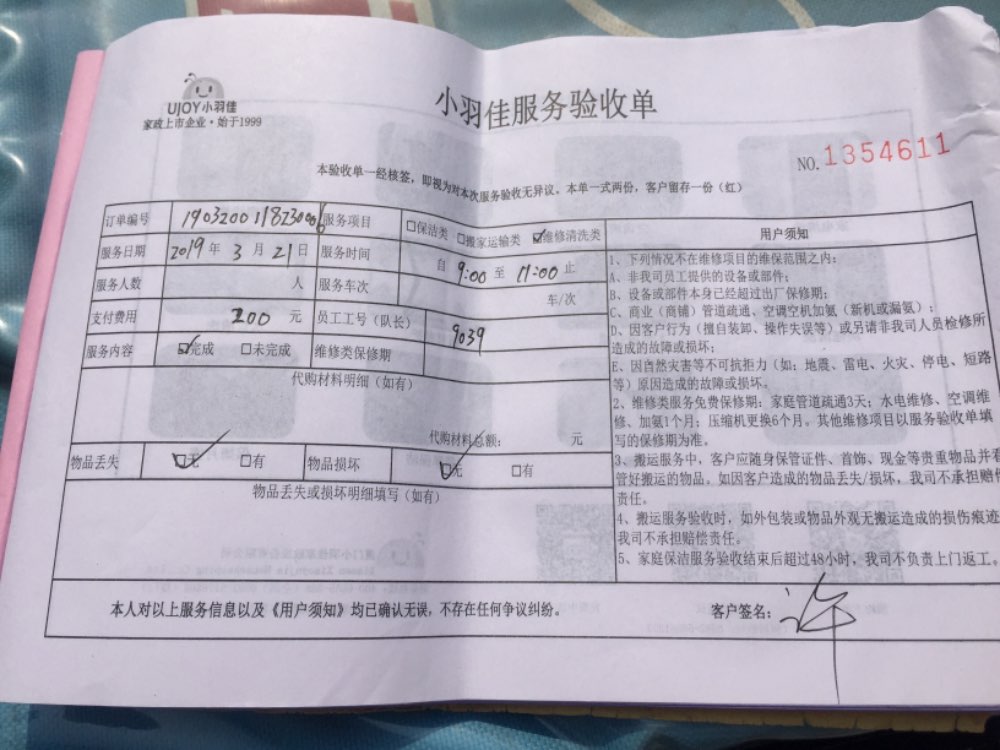 UJOY小羽佳
家政上市企业·始于1999
小羽佳服务验收单
NO.1354611
本验收单一经核签，即视为对本次服务验收无异议。本单一式两份，客户留存一份（红）
订单编号 服务项目 □保洁类 □搬家运输类 ☑维修清洗类
服务日期 2019年3月21日 服务时间 自9:00至11:00止
服务人数 人 服务车次 车/次
支付费用 200元 员工工号（队长） 9039
服务内容 ☑完成 □未完成 维修类保修期
代购材料明细（如有）
代购材料总额： 元
物品丢失 ☑无 □有 物品损坏 ☑无 □有
物品丢失或损坏明细填写（如有）
用户须知
1、下列情况不在维修项目的维保范围之内：
A、非我司员工提供的设备或部件；
B、设备或部件本身已经超过出厂保修期；
C、商业（商铺）管道疏通、空调空机加氨（新机或漏氨）；
D、因客户行为（擅自装卸、操作失误等）或另请非我司人员检修所
造成的故障或损坏；
E、因自然灾害等不可抗拒力（如：地震、雷电、火灾、停电、短路
等）原因造成的故障或损坏。
2、维修类服务免费保修期：家庭管道疏通3天；水电维修、空调维
修、加氨1个月；压缩机更换6个月。其他维修项目以服务验收单填
写的保修期为准。
3、搬运服务中，客户应随身保管证件、首饰、现金等贵重物品并看
管好搬运的物品。如因客户造成的物品丢失/损坏，我司不承担赔偿
责任。
4、搬运服务验收时，如外包装或物品外观无搬运造成的损伤痕迹
我司不承担赔偿责任。
5、家庭保洁服务验收结束后超过48小时，我司不负责上门返工。
本人对以上服务信息以及《用户须知》均已确认无误，不存在任何争议纠纷。
客户签名：